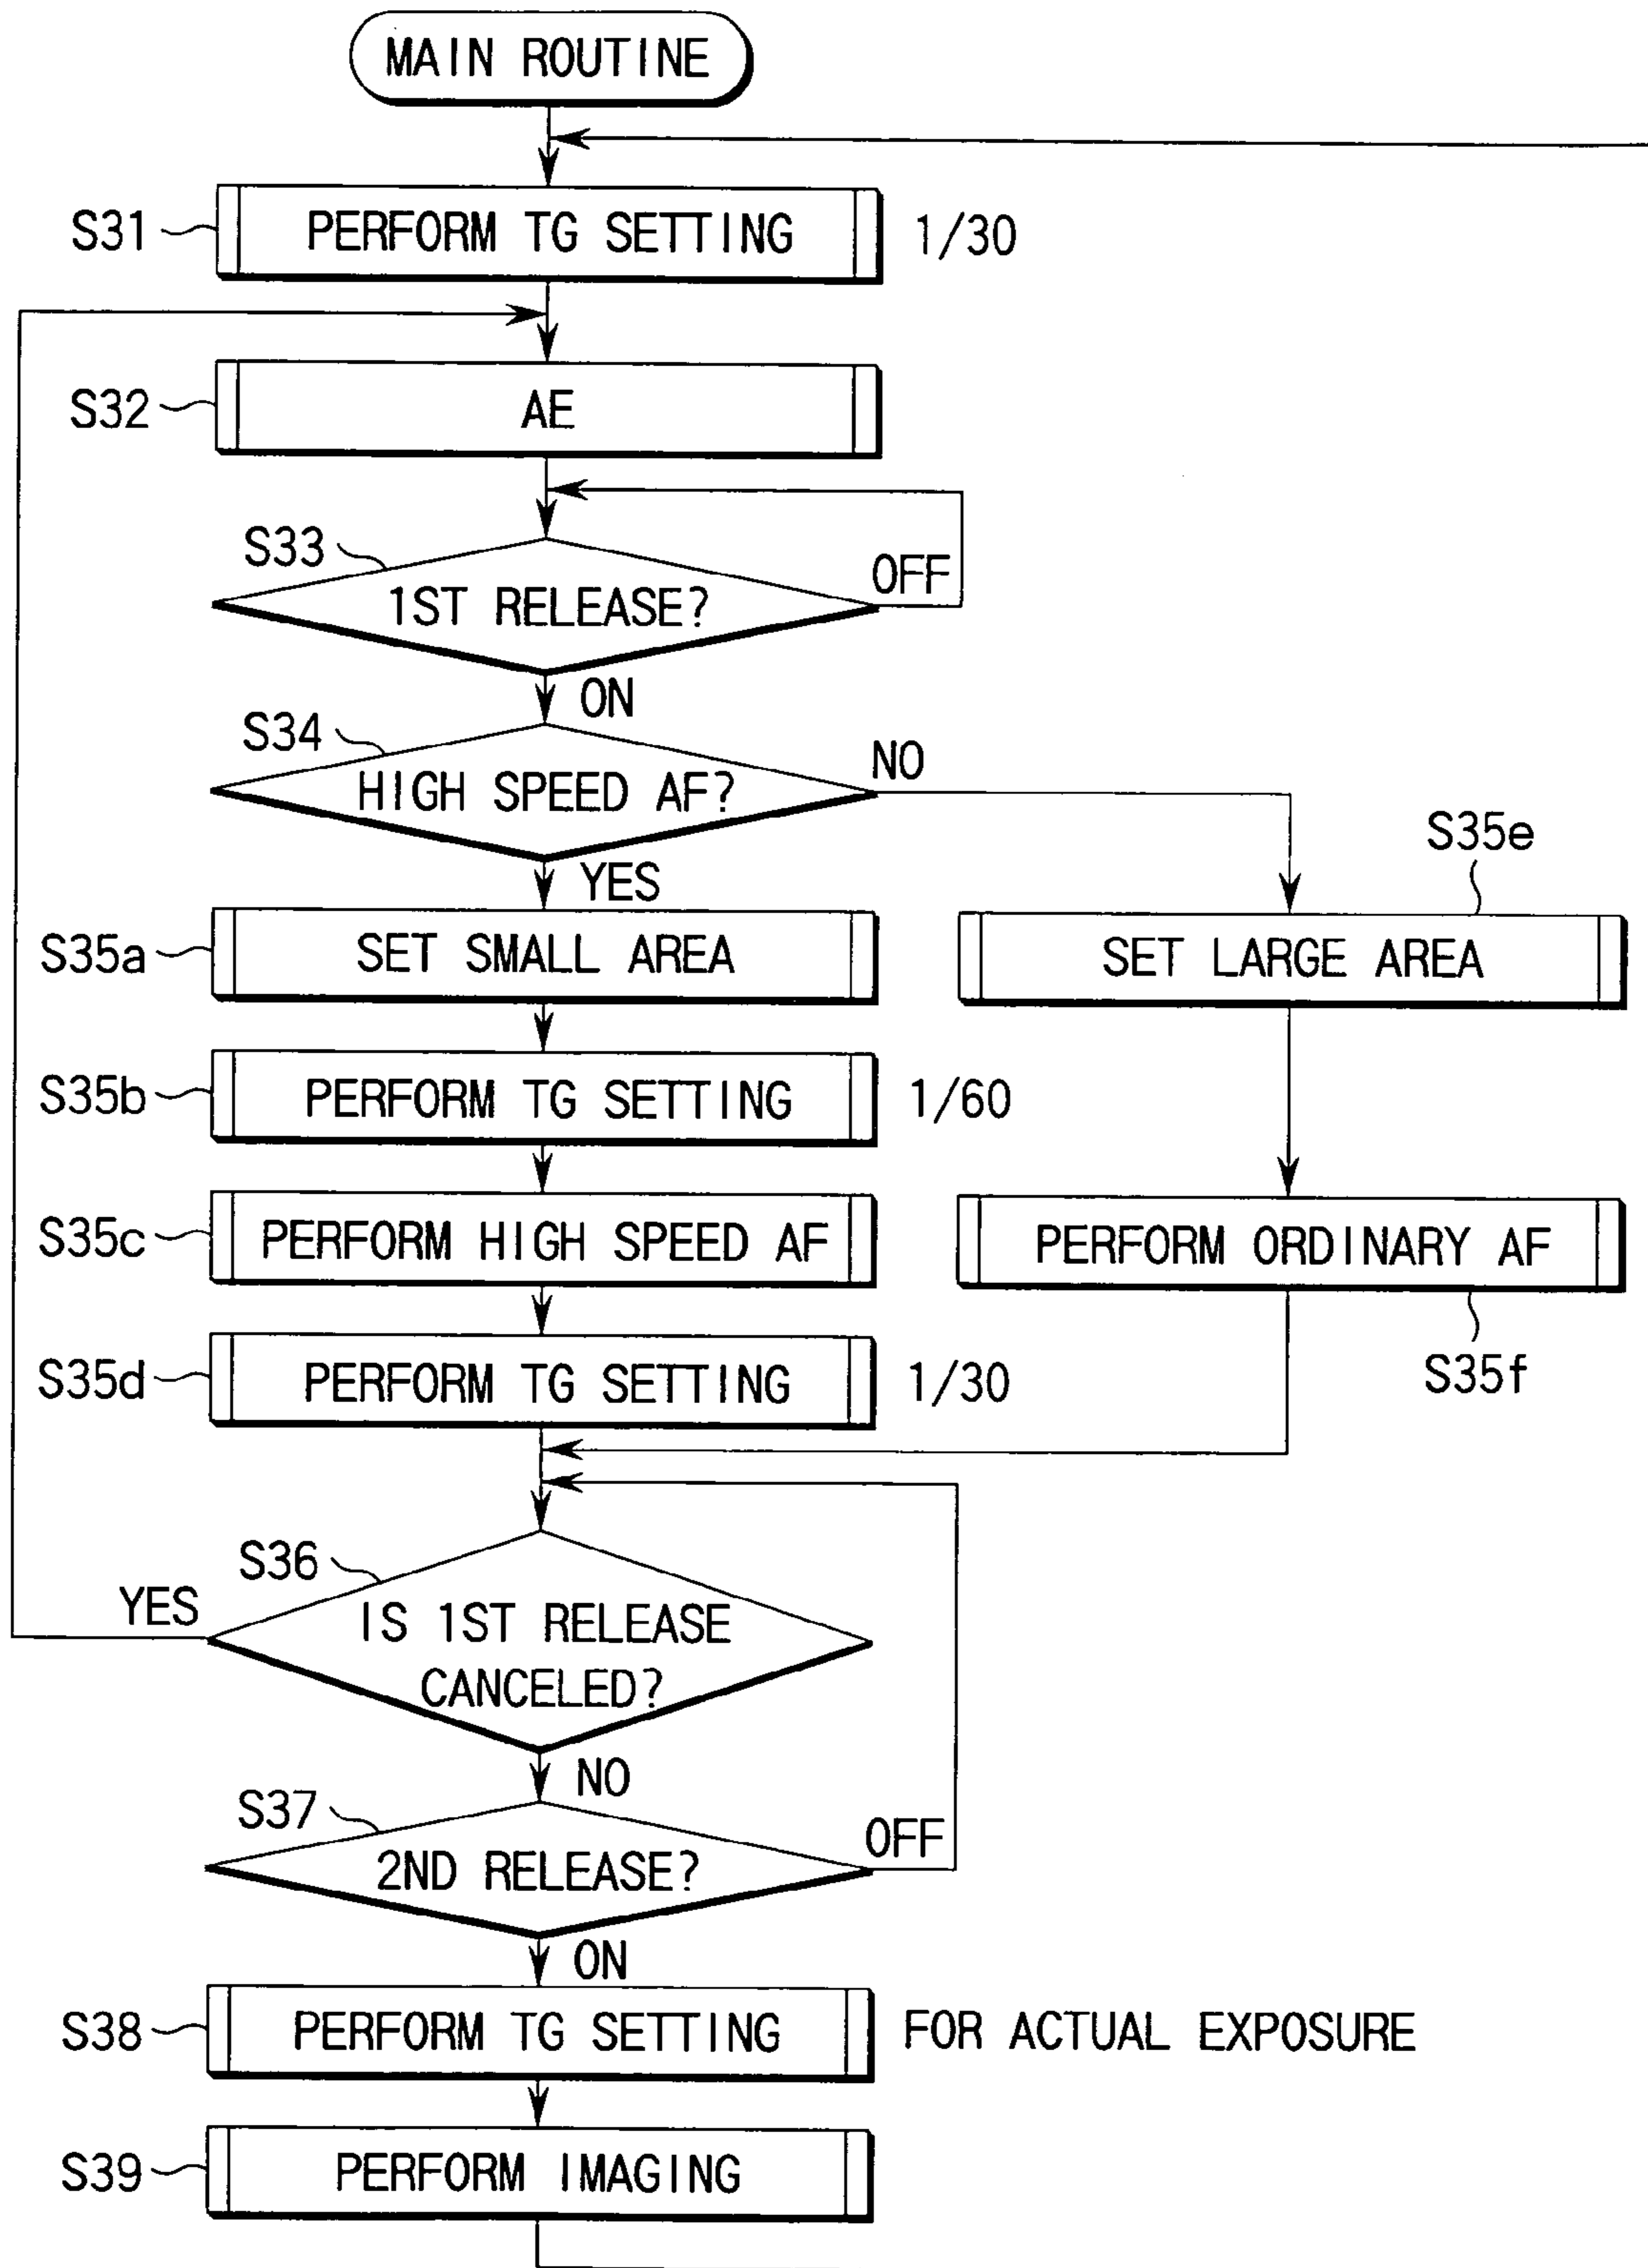 MAIN ROUTINE
S31
PERFORM TG SETTING
1/30
S32
AE
S33
1ST RELEASE?
OFF
ON
S34
HIGH SPEED AF?
NO
YES
S35a
SET SMALL AREA
S35e
SET LARGE AREA
S35b
PERFORM TG SETTING
1/60
S35c
PERFORM HIGH SPEED AF
PERFORM ORDINARY AF
S35f
S35d
PERFORM TG SETTING
1/30
S36
IS 1ST RELEASE
CANCELED?
YES
NO
S37
2ND RELEASE?
OFF
ON
S38
PERFORM TG SETTING
FOR ACTUAL EXPOSURE
S39
PERFORM IMAGING